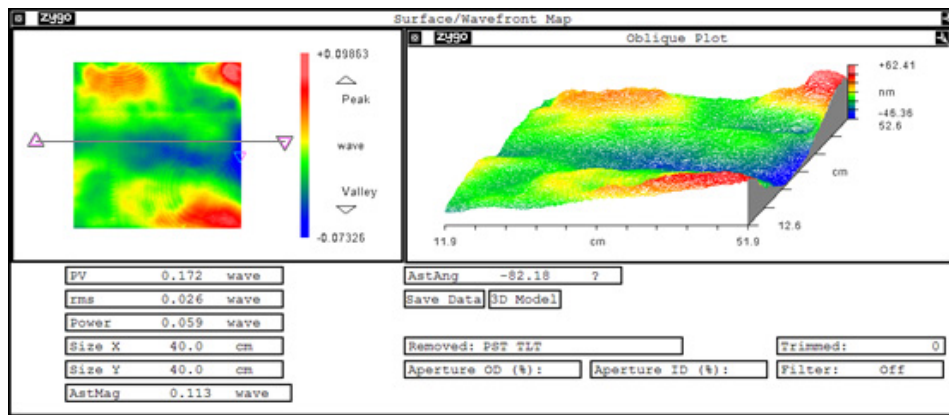 zygo Surface/Wavefront Map
+0.09863
Peak
wave
Valley
-0.07326
zygo Oblique Plot
+62.41
nm
-46.36
52.6
cm
12.6
11.9 cm 51.9
PV 0.172 wave
rms 0.026 wave
Power 0.059 wave
Size X 40.0 cm
Size Y 40.0 cm
AstMag 0.113 wave
AstAng -82.18 ?
Save Data 3D Model
Removed: PST TLT
Trimmed: 0
Aperture OD (%):
Aperture ID (%):
Filter: Off